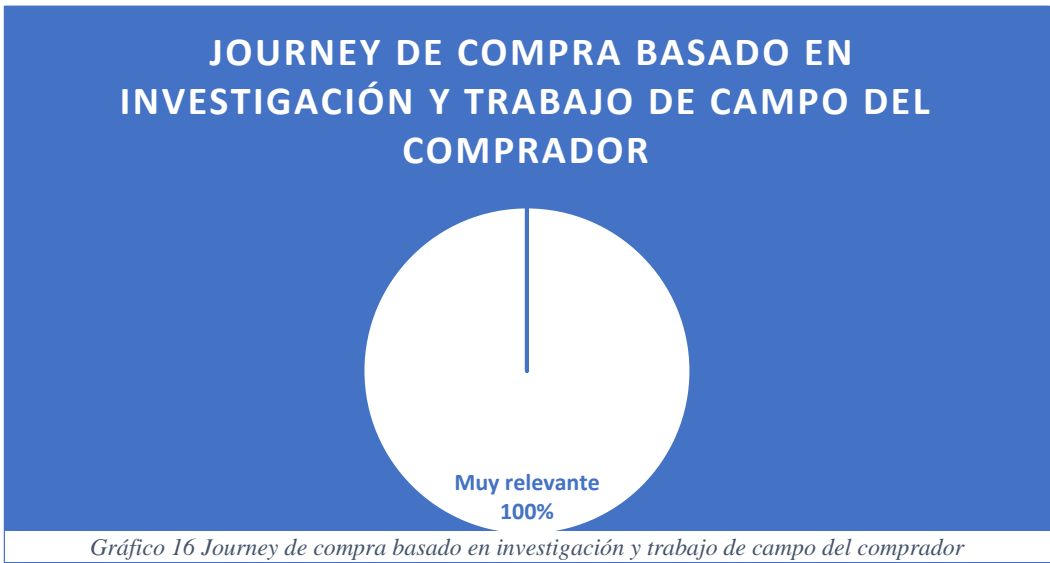 JOURNEY DE COMPRA BASADO EN
INVESTIGACIÓN Y TRABAJO DE CAMPO DEL
COMPRADOR
Muy relevante
100%
Gráfico 16 Journey de compra basado en investigación y trabajo de campo del comprador